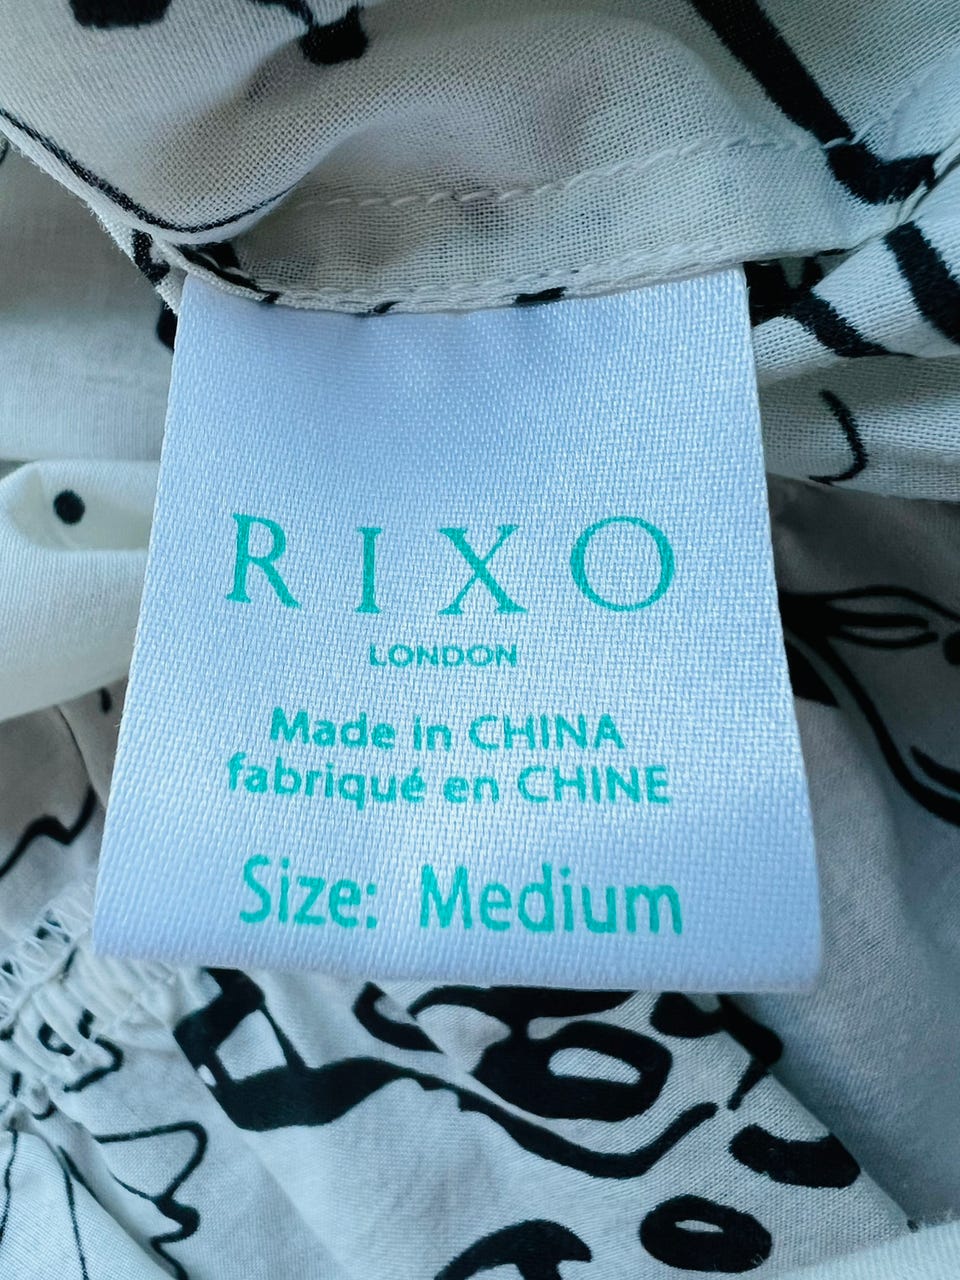 RIXO
LONDON
Made in CHINA
fabriqué en CHINE
Size: Medium